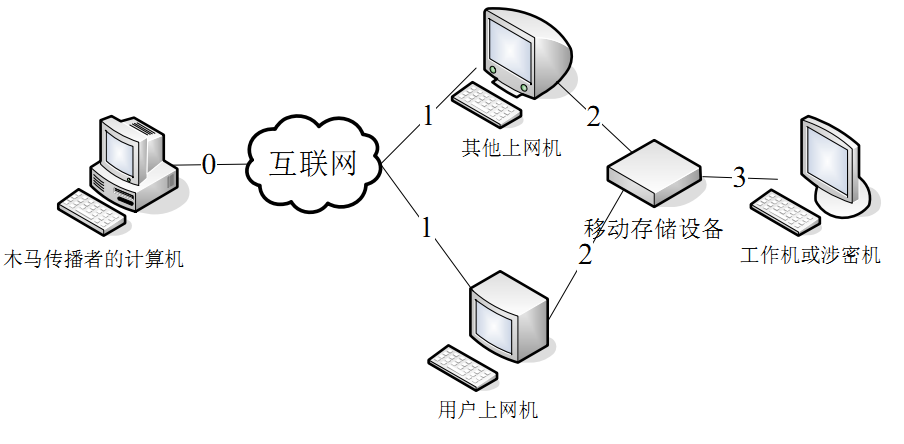 1
其他上网机
2
0
互联网
3
木马传播者的计算机
1
移动存储设备
2
工作机或涉密机
用户上网机